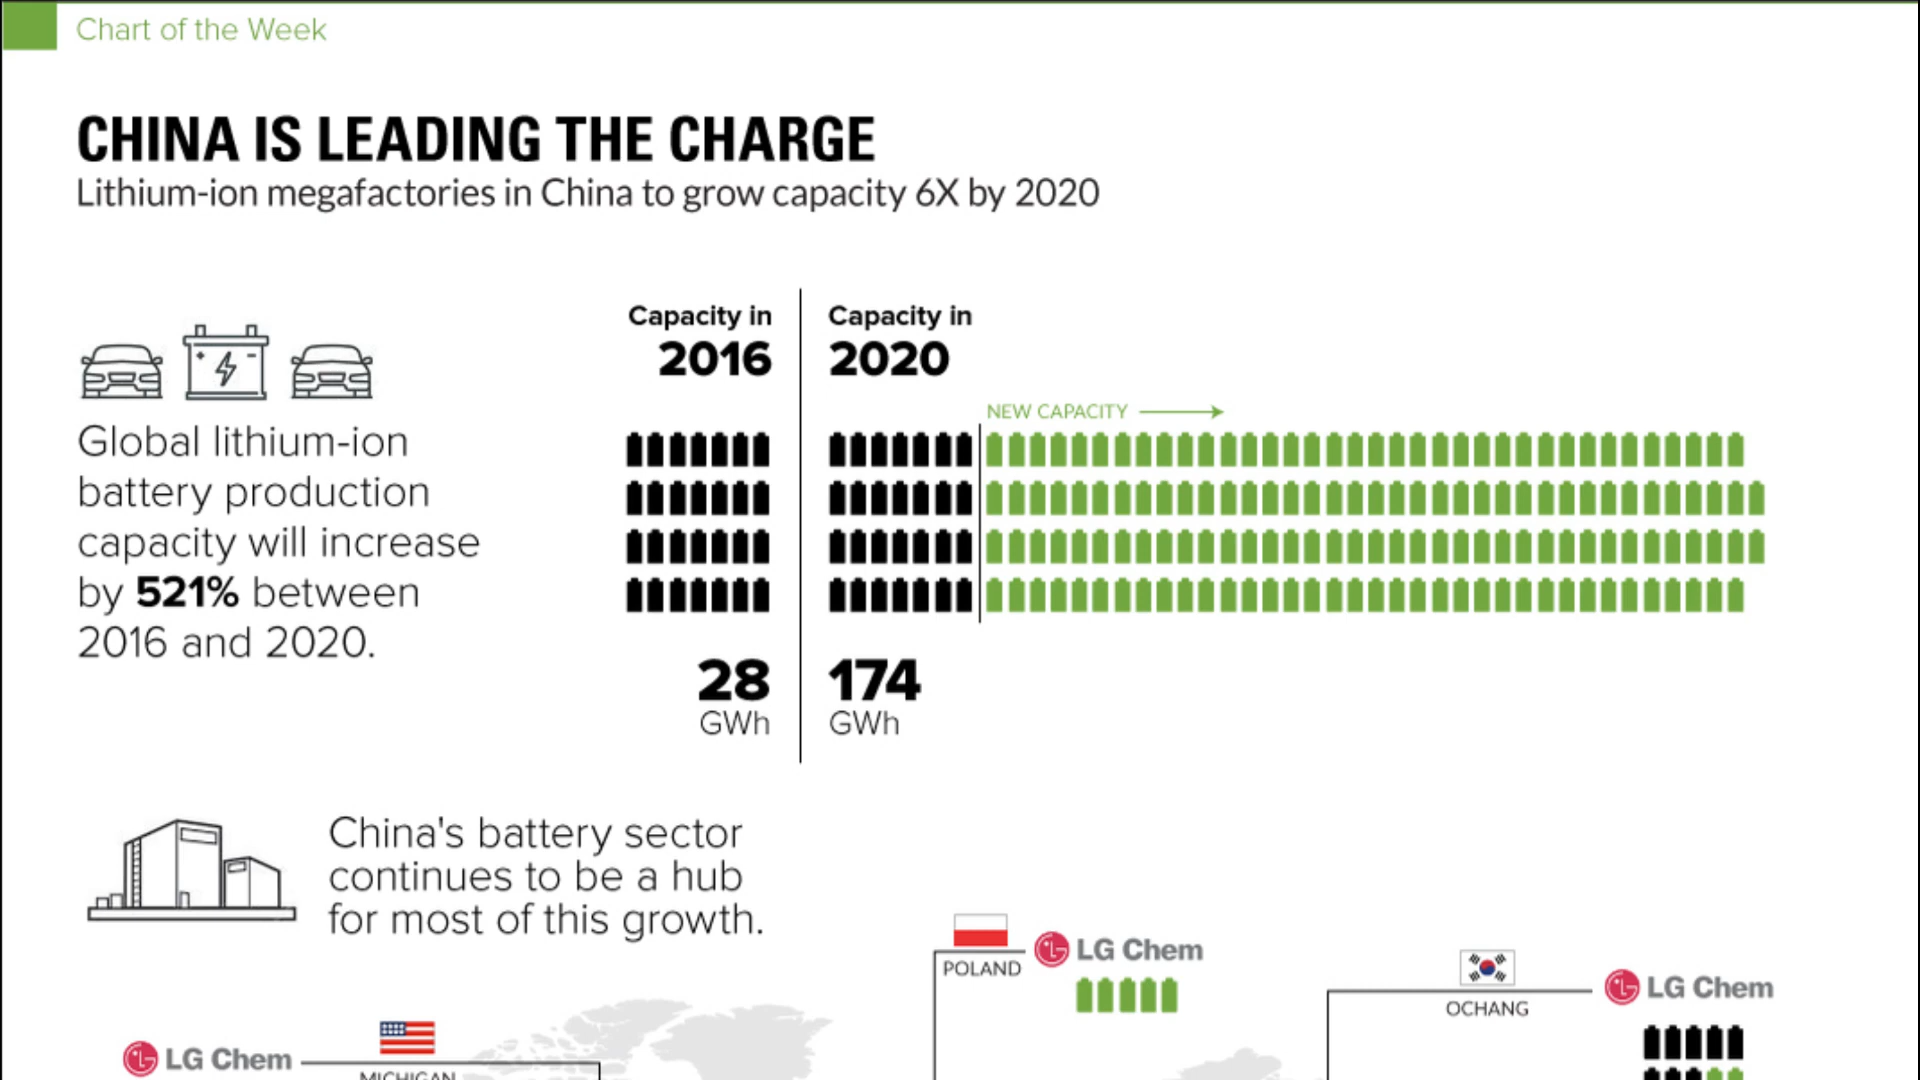 Chart of the Week
CHINA IS LEADING THE CHARGE
Lithium-ion megafactories in China to grow capacity 6X by 2020
Capacity in
2016
Capacity in
2020
NEW CAPACITY
Global lithium-ion
battery production
capacity will increase
by 521% between
2016 and 2020.
28
GWh
174
GWh
China's battery sector
continues to be a hub
for most of this growth.
POLAND
LG Chem
OCHANG
LG Chem
LG Chem
MICHIGAN